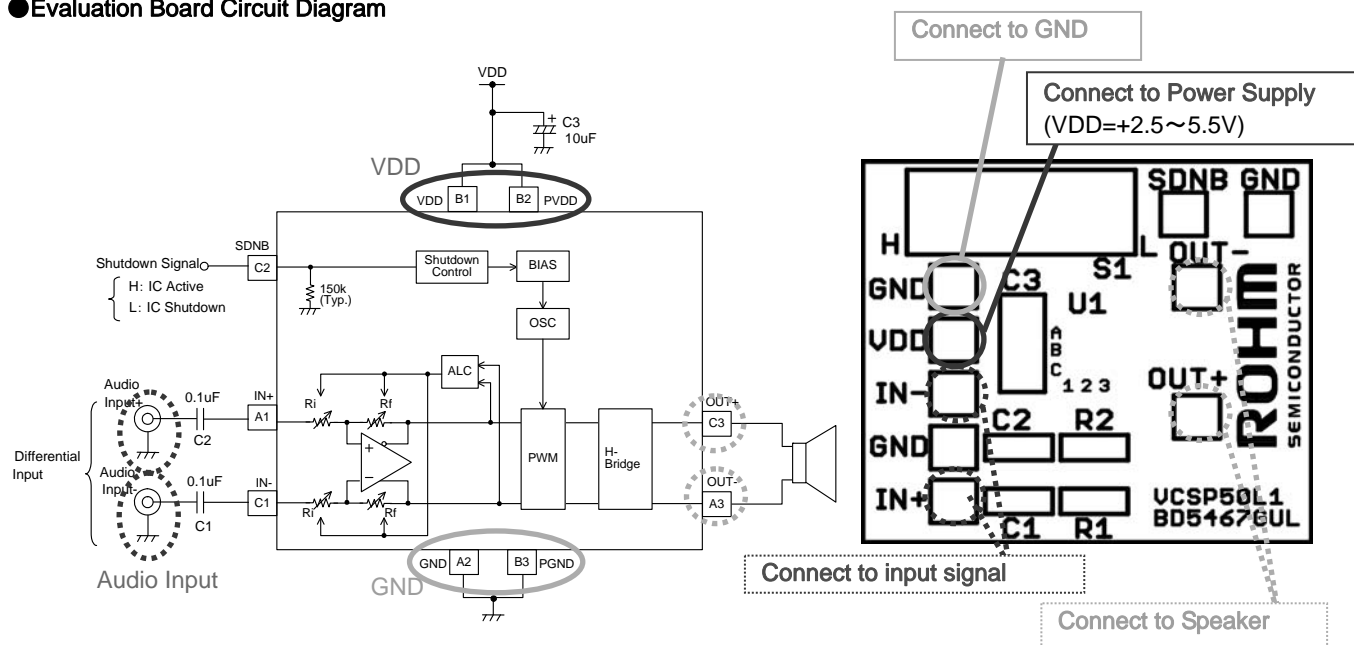 ●Evaluation Board Circuit Diagram
VDD
+
C3
10uF
VDD
VDD
B1
B2
PVDD
SDNB
Shutdown Signal
C2
H: IC Active
L: IC Shutdown
150k
(Typ.)
Shutdown
Control
BIAS
OSC
ALC
Audio
Input+
0.1uF
C2
IN+
A1
Ri
Rf
+
−
Differential
Input
Audio
Input-
0.1uF
C1
IN-
C1
Ri
Rf
PWM
H-
Bridge
OUT+
C3
OUT-
A3
Audio Input
GND
GND
A2
B3
PGND
Connect to GND
Connect to Power Supply
(VDD=+2.5～5.5V)
SDNB GND
H
L
S1
OUT-
GND
C3
U1
VDD
A
B
C
1 2 3
IN-
OUT+
GND
C2
R2
IN+
C1
R1
VCSP50L1
BD5467GUL
ROHM
SEMICONDUCTOR
Connect to input signal
Connect to Speaker